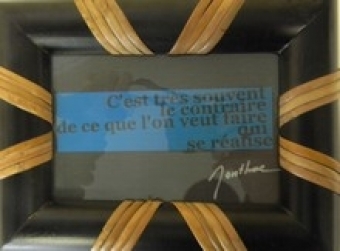 C'est très souvent
le contraire
de ce que l'on veut faire
qui
se réalise